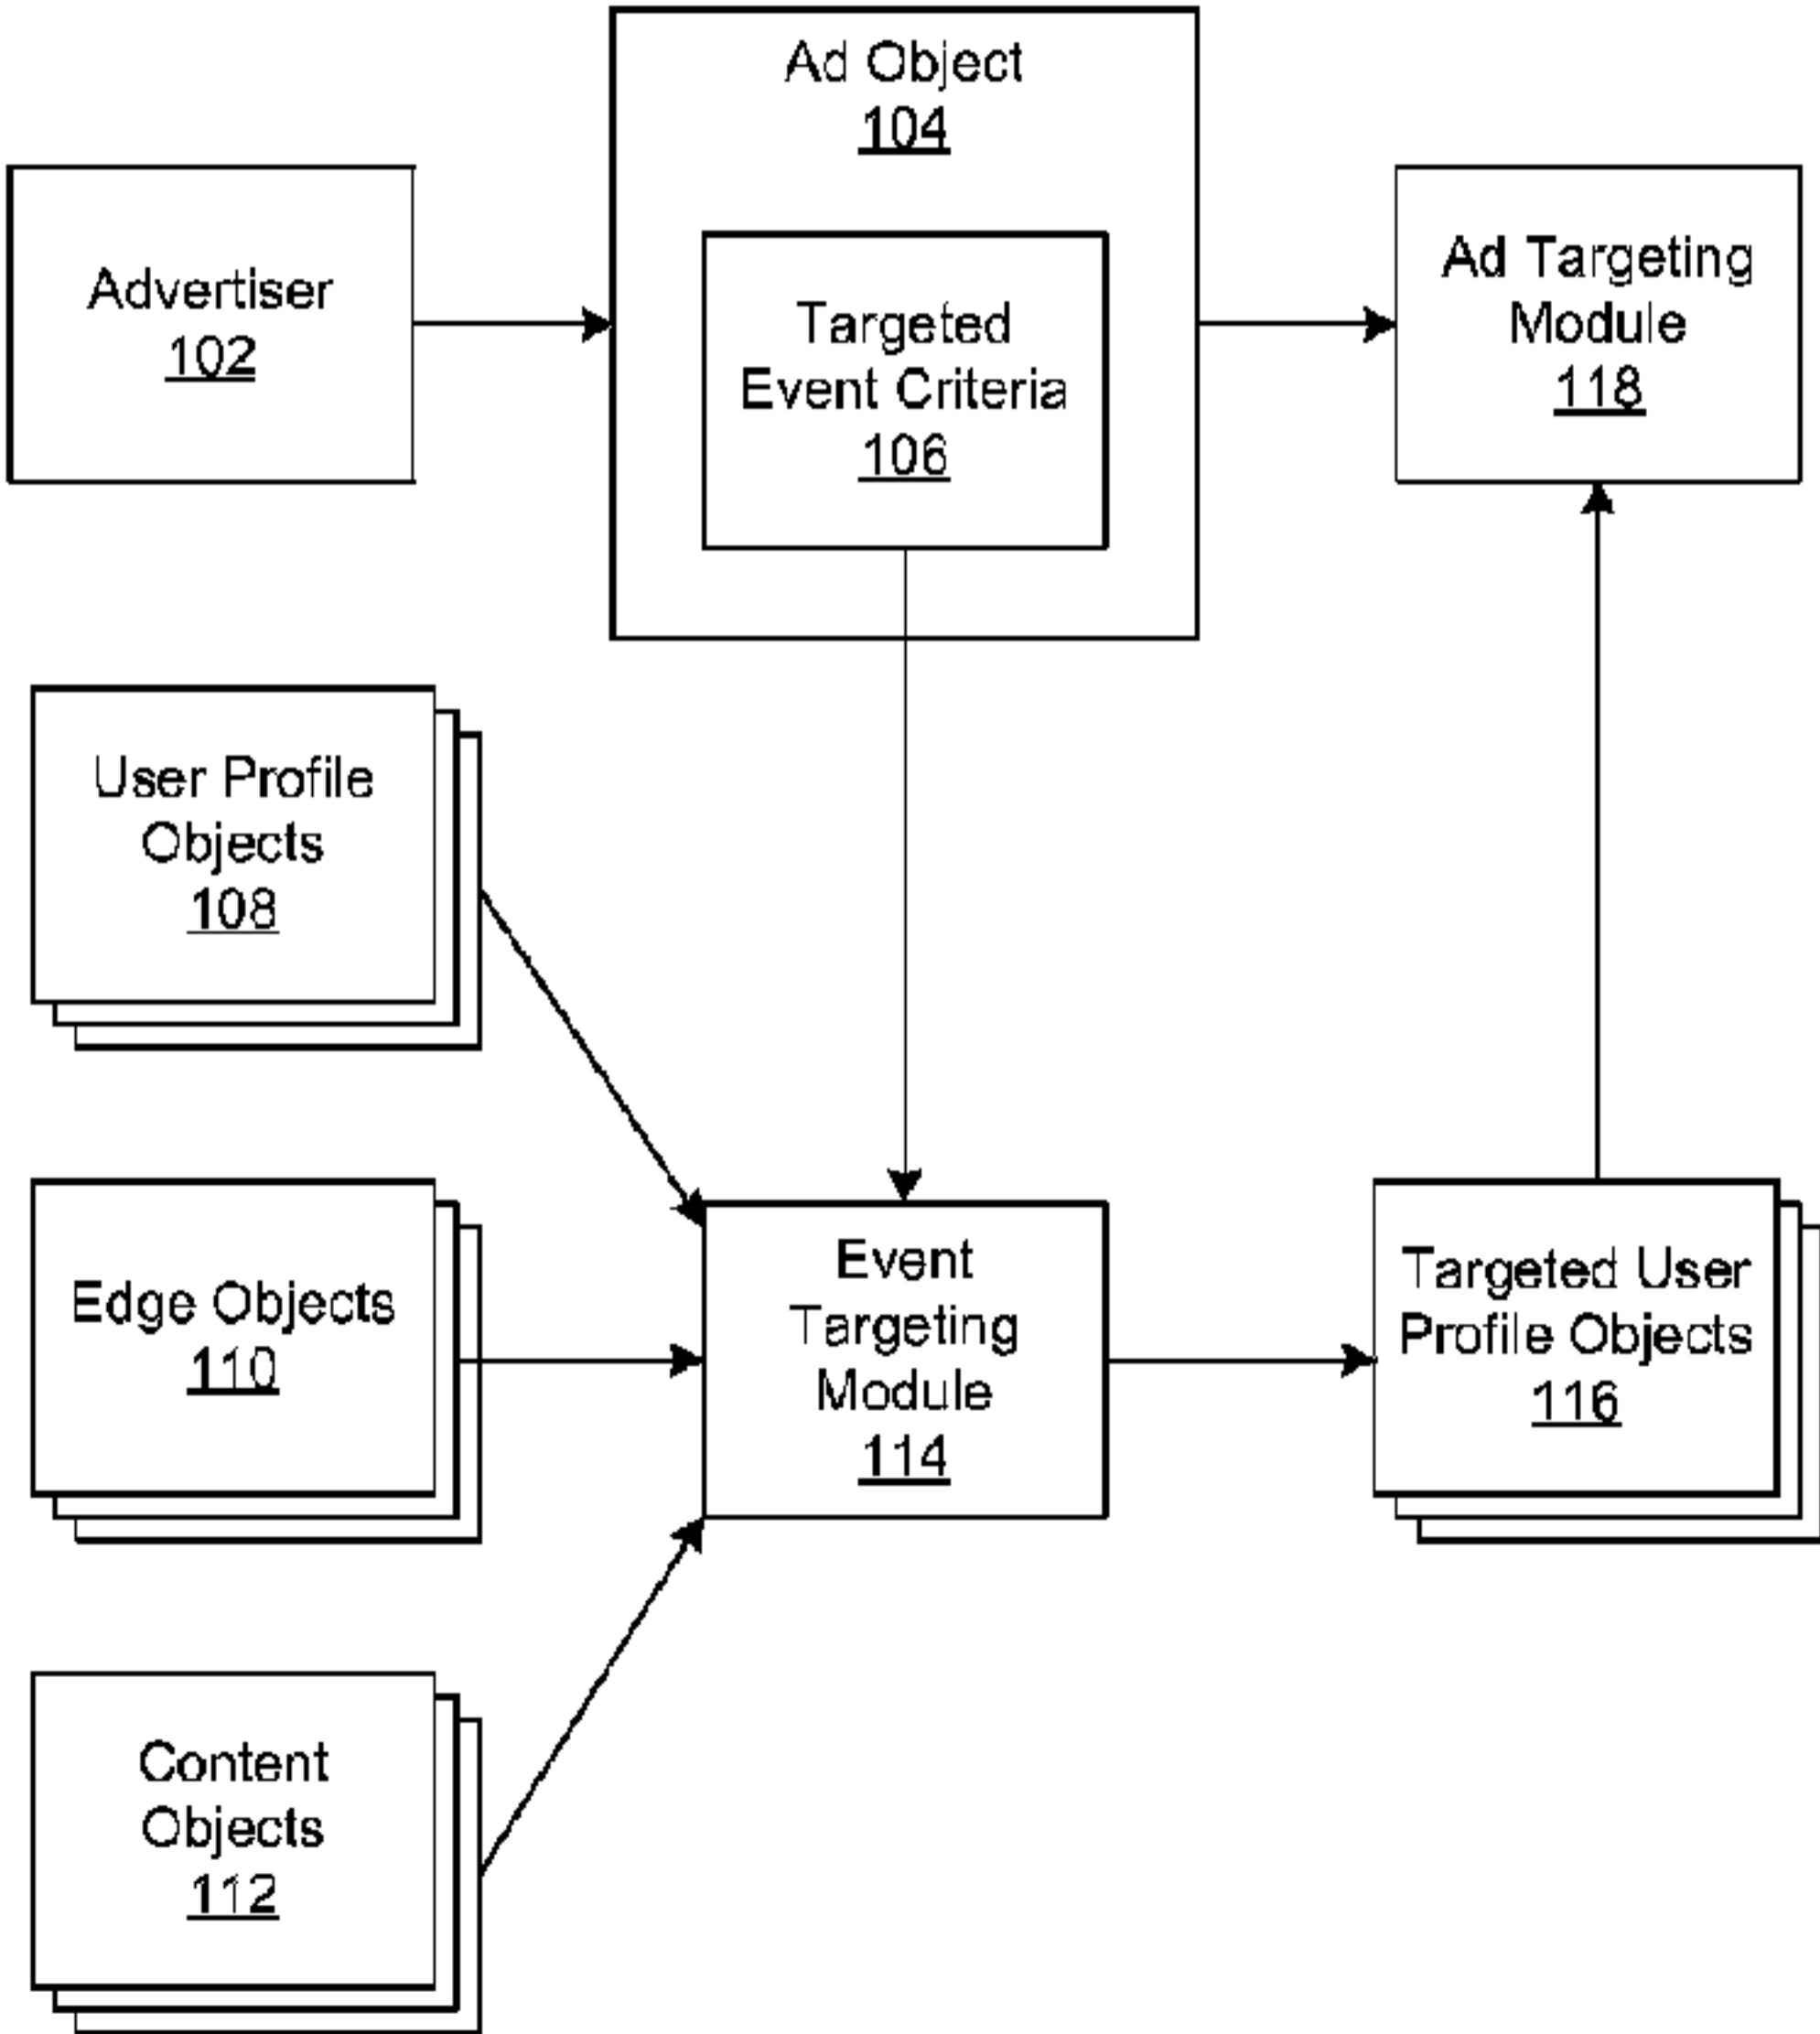 Ad Object
104
Advertiser
102
Targeted
Event Criteria
106
Ad Targeting
Module
118
User Profile
Objects
108
Edge Objects
110
Event
Targeting
Module
114
Targeted User
Profile Objects
116
Content
Objects
112